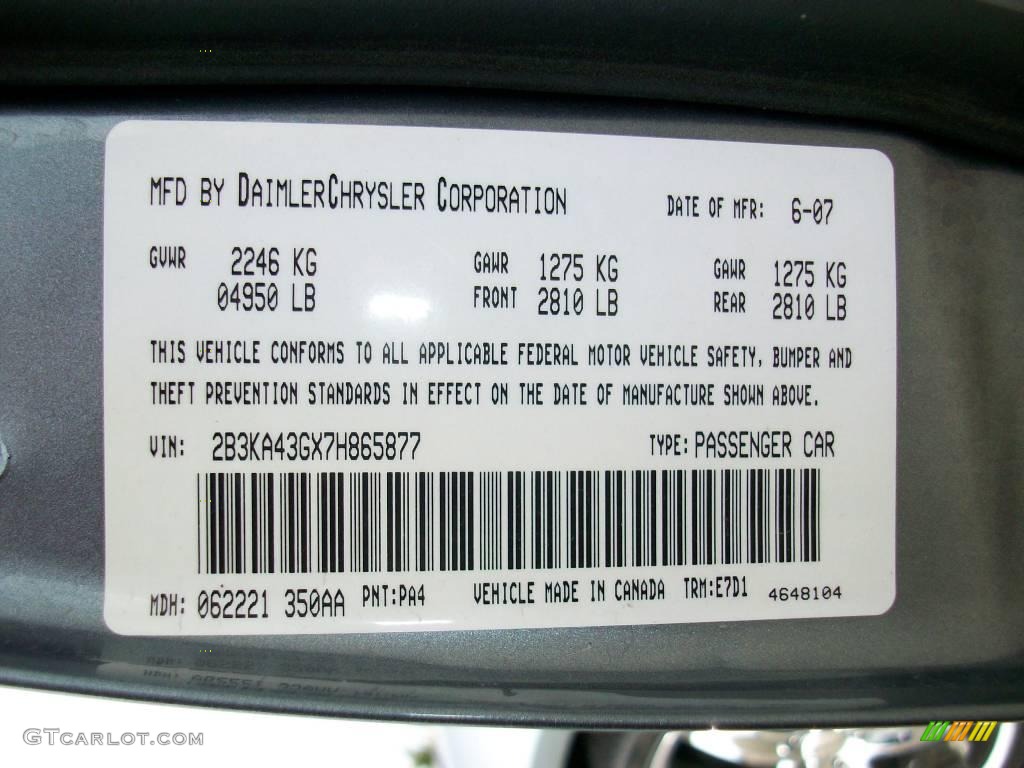 MFD BY DAIMLERCHRYSLER CORPORATION DATE OF MFR: 6-07
GVWR 2246 KG GAWR 1275 KG GAWR 1275 KG
04950 LB FRONT 2810 LB REAR 2810 LB
THIS VEHICLE CONFORMS TO ALL APPLICABLE FEDERAL MOTOR VEHICLE SAFETY, BUMPER AND
THEFT PREVENTION STANDARDS IN EFFECT ON THE DATE OF MANUFACTURE SHOWN ABOVE.
VIN: 2B3KA43GX7H865877 TYPE: PASSENGER CAR
MDH: 062221 350AA PNT:PA4 VEHICLE MADE IN CANADA TRM:E7D1 4648104
GTCARLOT.COM